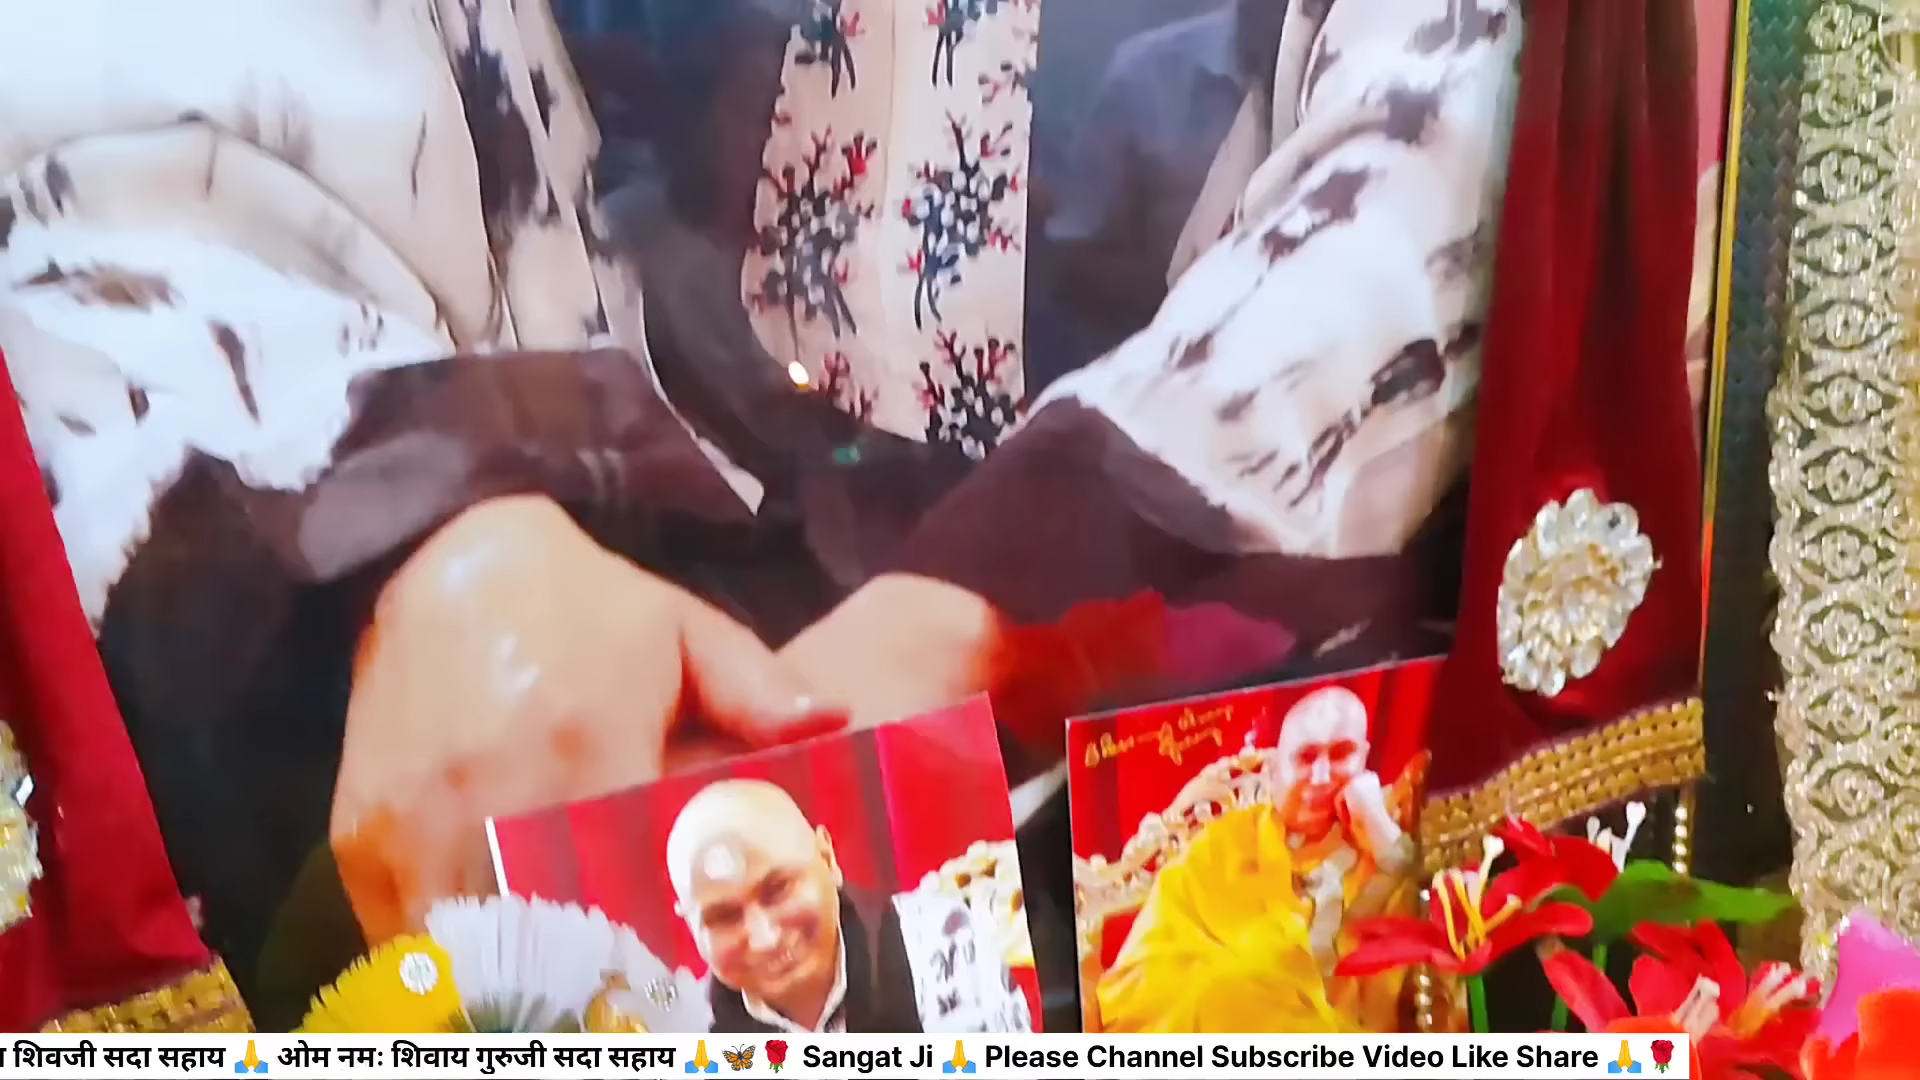 शिवजी सदा सहाय 🙏 ओम नमः शिवाय गुरुजी सदा सहाय 🙏🦋🌹 Sangat Ji 🙏 Please Channel Subscribe Video Like Share 🙏🌹